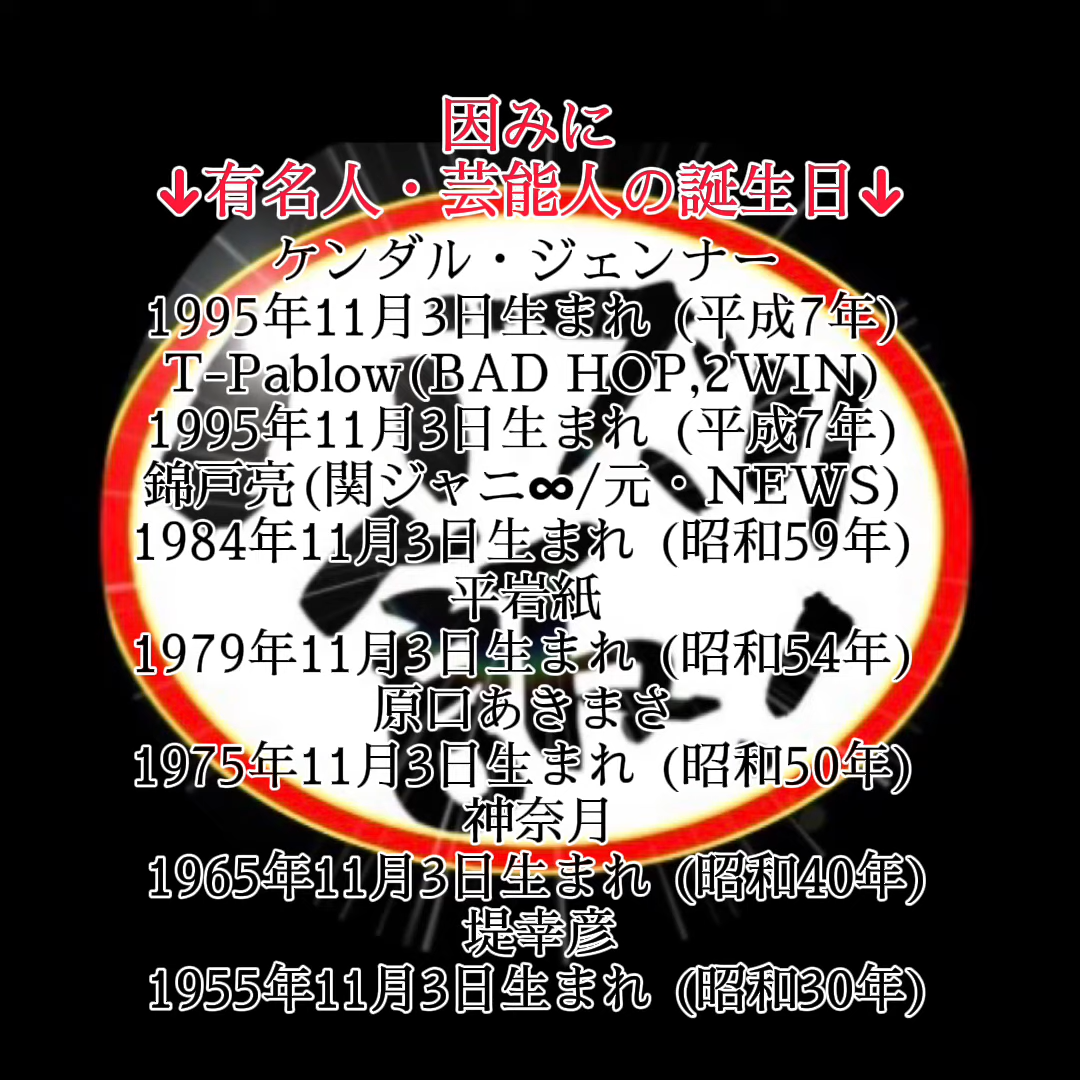 因みに
↓有名人・芸能人の誕生日↓
ケンダル・ジェンナー
1995年11月3日生まれ (平成7年)
T-Pablow(BAD HOP,2WIN)
1995年11月3日生まれ (平成7年)
錦戸亮(関ジャニ∞/元・NEWS)
1984年11月3日生まれ (昭和59年)
平岩紙
1979年11月3日生まれ (昭和54年)
原口あきまさ
1975年11月3日生まれ (昭和50年)
神奈月
1965年11月3日生まれ (昭和40年)
堤幸彦
1955年11月3日生まれ (昭和30年)